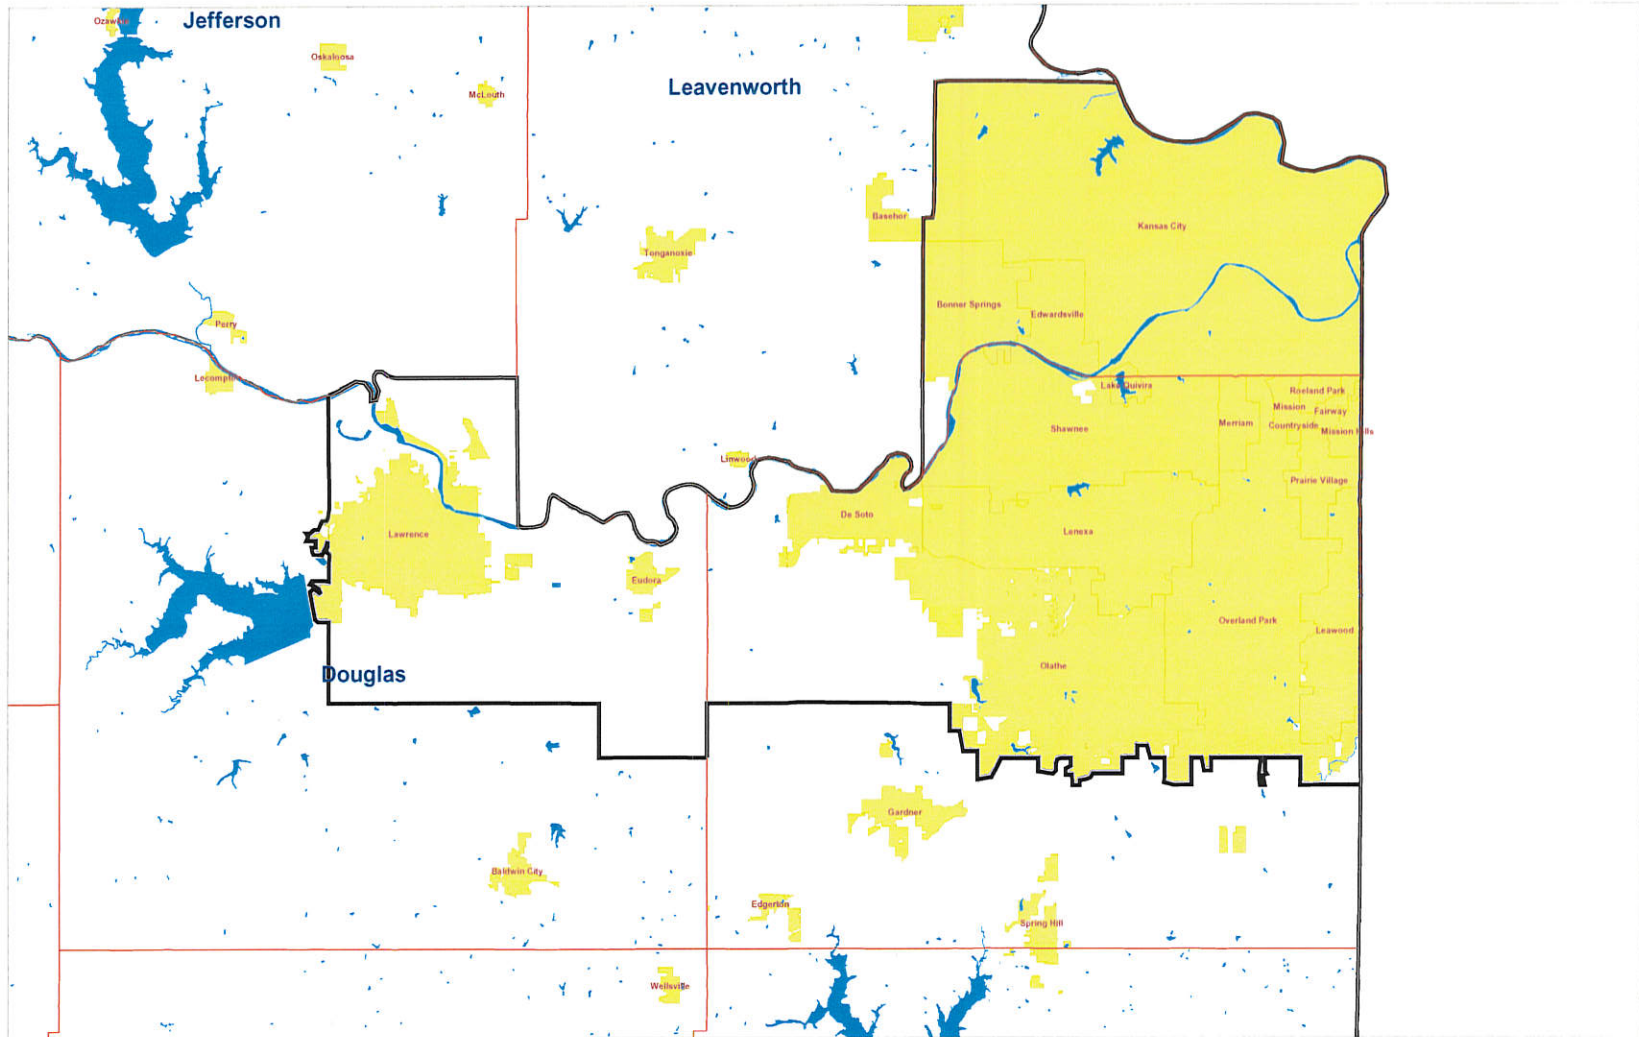 Jefferson
Ozawkie
Oskaloosa
Leavenworth
McLouth
Basehor
Kansas City
Tonganoxie
Bonner Springs
Edwardsville
Perry
Lecompton
Lake Quivira
Roeland Park
Mission
Fairway
Merriam
Countryside
Mission Hills
Shawnee
Linwood
Prairie Village
De Soto
Lawrence
Lenexa
Eudora
Overland Park
Leawood
Olathe
Douglas
Gardner
Baldwin City
Edgerton
Spring Hill
Wellsville